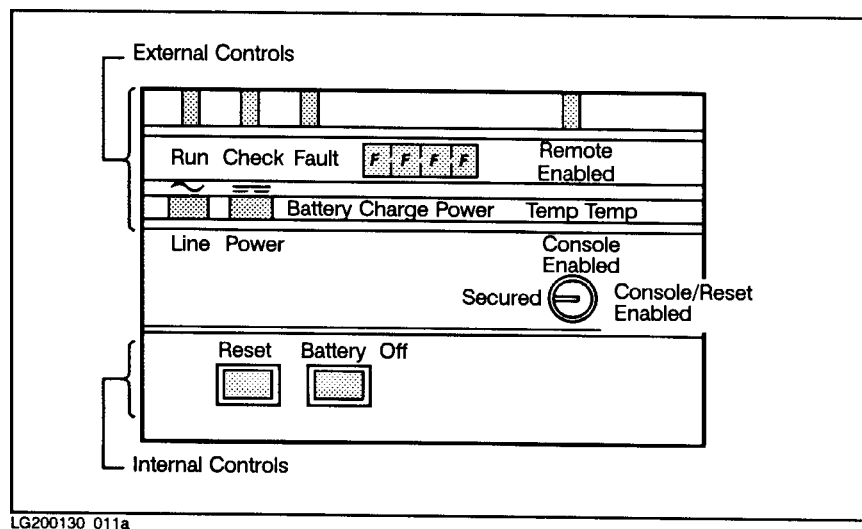 External Controls
Run Check Fault F F F F Remote Enabled
Battery Charge Power Temp Temp
Line Power Console Enabled
Secured Console/Reset Enabled
Reset Battery Off
Internal Controls
LG200130 011a